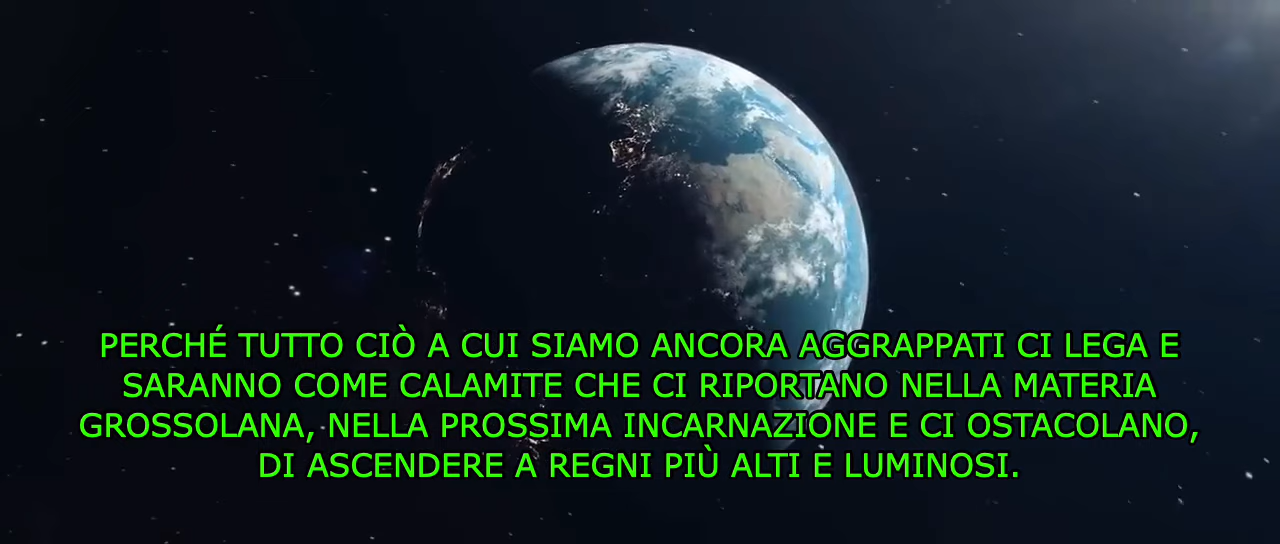 PERCHÉ TUTTO CIÒ A CUI SIAMO ANCORA AGGRAPPATI CI LEGA E
SARANNO COME CALAMITE CHE CI RIPORTANO NELLA MATERIA
GROSSOLANA, NELLA PROSSIMA INCARNAZIONE E CI OSTACOLANO,
DI ASCENDERE A REGNI PIÙ ALTI E LUMINOSI.